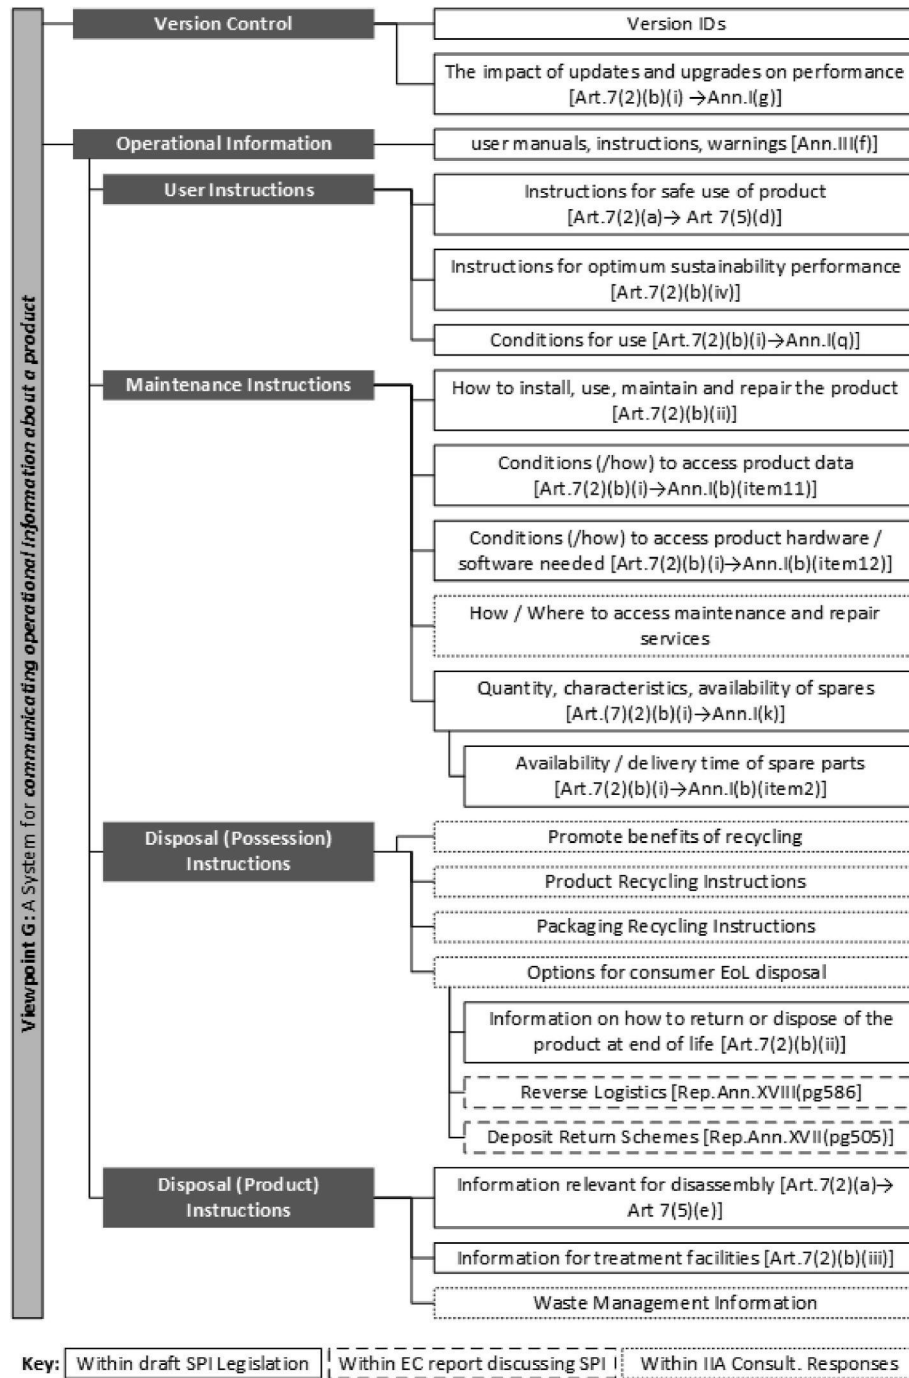 Viewpoint G: A System for communicating operational information about a product
Version Control
Version IDs
The impact of updates and upgrades on performance
[Art.7(2)(b)(i) →Ann.I(g)]
Operational Information
user manuals, instructions, warnings [Ann.III(f)]
User Instructions
Instructions for safe use of product
[Art.7(2)(a)→ Art 7(5)(d)]
Instructions for optimum sustainability performance
[Art.7(2)(b)(iv)]
Conditions for use [Art.7(2)(b)(i)→Ann.I(q)]
Maintenance Instructions
How to install, use, maintain and repair the product
[Art.7(2)(b)(ii)]
Conditions (/how) to access product data
[Art.7(2)(b)(i)→Ann.I(b)(item11)]
Conditions (/how) to access product hardware /
software needed [Art.7(2)(b)(i)→Ann.I(b)(item12)]
How / Where to access maintenance and repair
services
Quantity, characteristics, availability of spares
[Art.(7)(2)(b)(i)→Ann.I(k)]
Availability / delivery time of spare parts
[Art.7(2)(b)(i)→Ann.I(b)(item2)]
Disposal (Possession)
Instructions
Promote benefits of recycling
Product Recycling Instructions
Packaging Recycling Instructions
Options for consumer EoL disposal
Information on how to return or dispose of the
product at end of life [Art.7(2)(b)(ii)]
Reverse Logistics [Rep.Ann.XVIII(pg586]
Deposit Return Schemes [Rep.Ann.XVII(pg505)]
Disposal (Product)
Instructions
Information relevant for disassembly [Art.7(2)(a)→
Art 7(5)(e)]
Information for treatment facilities [Art.7(2)(b)(iii)]
Waste Management Information
Key: Within draft SPI Legislation Within EC report discussing SPI Within IIA Consult. Responses